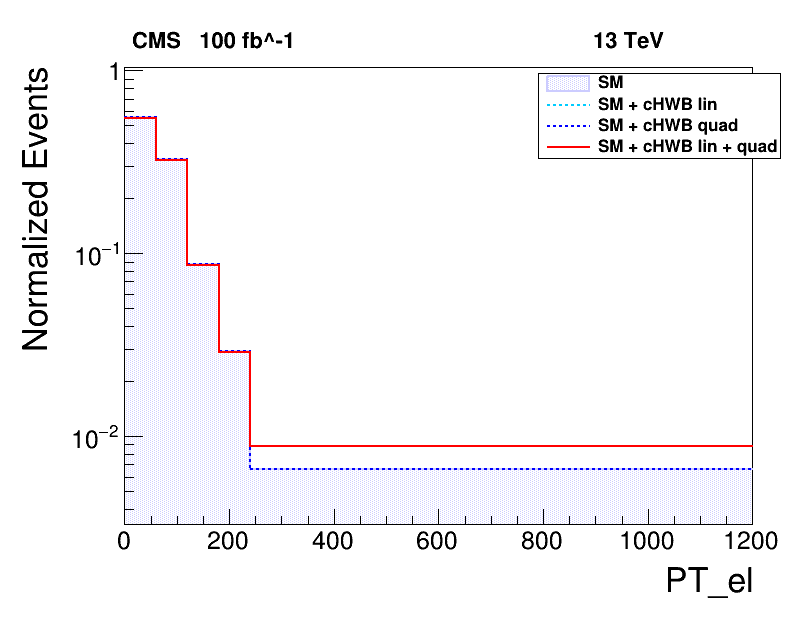 CMS 100 fb^-1 13 TeV
SM
SM + cHWB lin
SM + cHWB quad
SM + cHWB lin + quad
Normalized Events
1
10−1
10−2
0 200 400 600 800 1000 1200
PT_el